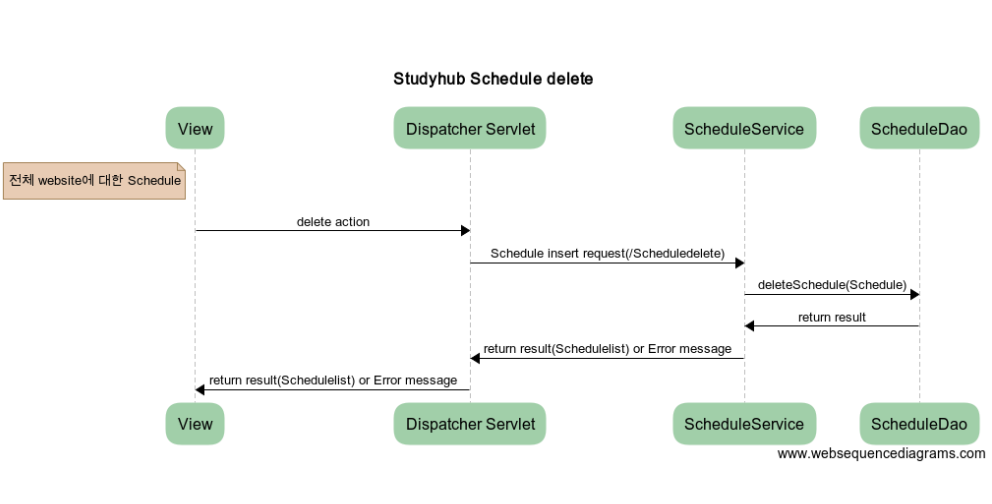 Studyhub Schedule delete
View
Dispatcher Servlet
ScheduleService
ScheduleDao
전체 website에 대한 Schedule
delete action
Schedule insert request(/Scheduledelete)
deleteSchedule(Schedule)
return result
return result(Schedulelist) or Error message
return result(Schedulelist) or Error message
View
Dispatcher Servlet
ScheduleService
ScheduleDao
www.websequencediagrams.com